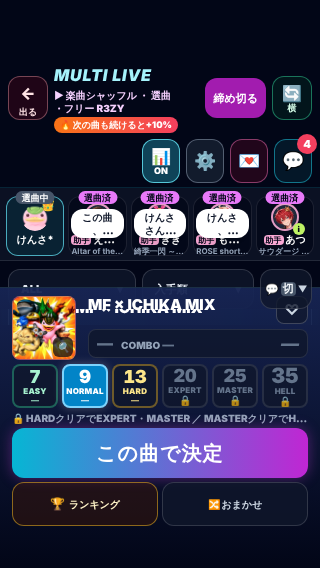 出る
MULTI LIVE
▶ 楽曲シャッフル ・ 選曲
・フリー R3ZY
🔥 次の曲も続けると+10%
締め切る
横
ON
4
選曲中
けんさ*
選曲済
この曲
、…
助手
Altar of the…
選曲済
けんさ
さん…
助手
綺季一閃 ～…
選曲済
けんさ
、…
助手
ROSE short…
選曲済
助手 あつ
サウダージ …
切 ▼
ME × ICHIKA MIX
— COMBO — —
7
EASY
—
9
NORMAL
—
13
HARD
—
20
EXPERT
25
MASTER
35
HELL
🔒 HARDクリアでEXPERT・MASTER ／ MASTERクリアでH…
この曲で決定
🏆 ランキング
🔀 おまかせ